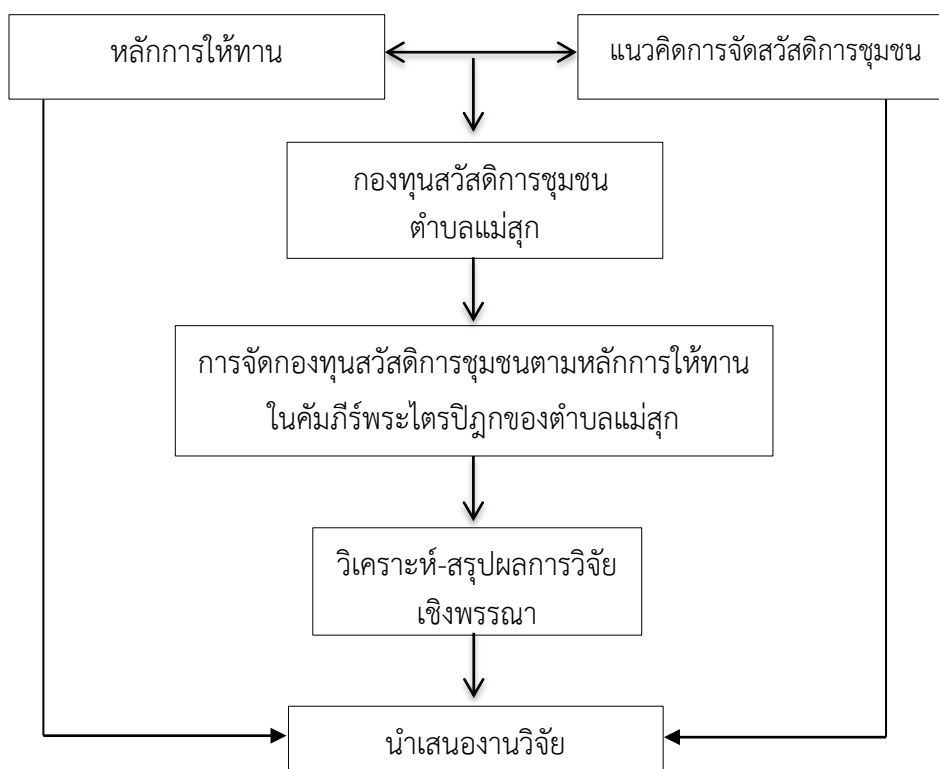 หลักการให้ทาน
แนวคิดการจัดสวัสดิการชุมชน
กองทุนสวัสดิการชุมชน
ตำบลแม่สุก
การจัดกองทุนสวัสดิการชุมชนตามหลักการให้ทาน
ในคัมภีร์พระไตรปิฎกของตำบลแม่สุก
วิเคราะห์-สรุปผลการวิจัย
เชิงพรรณา
นำเสนองานวิจัย